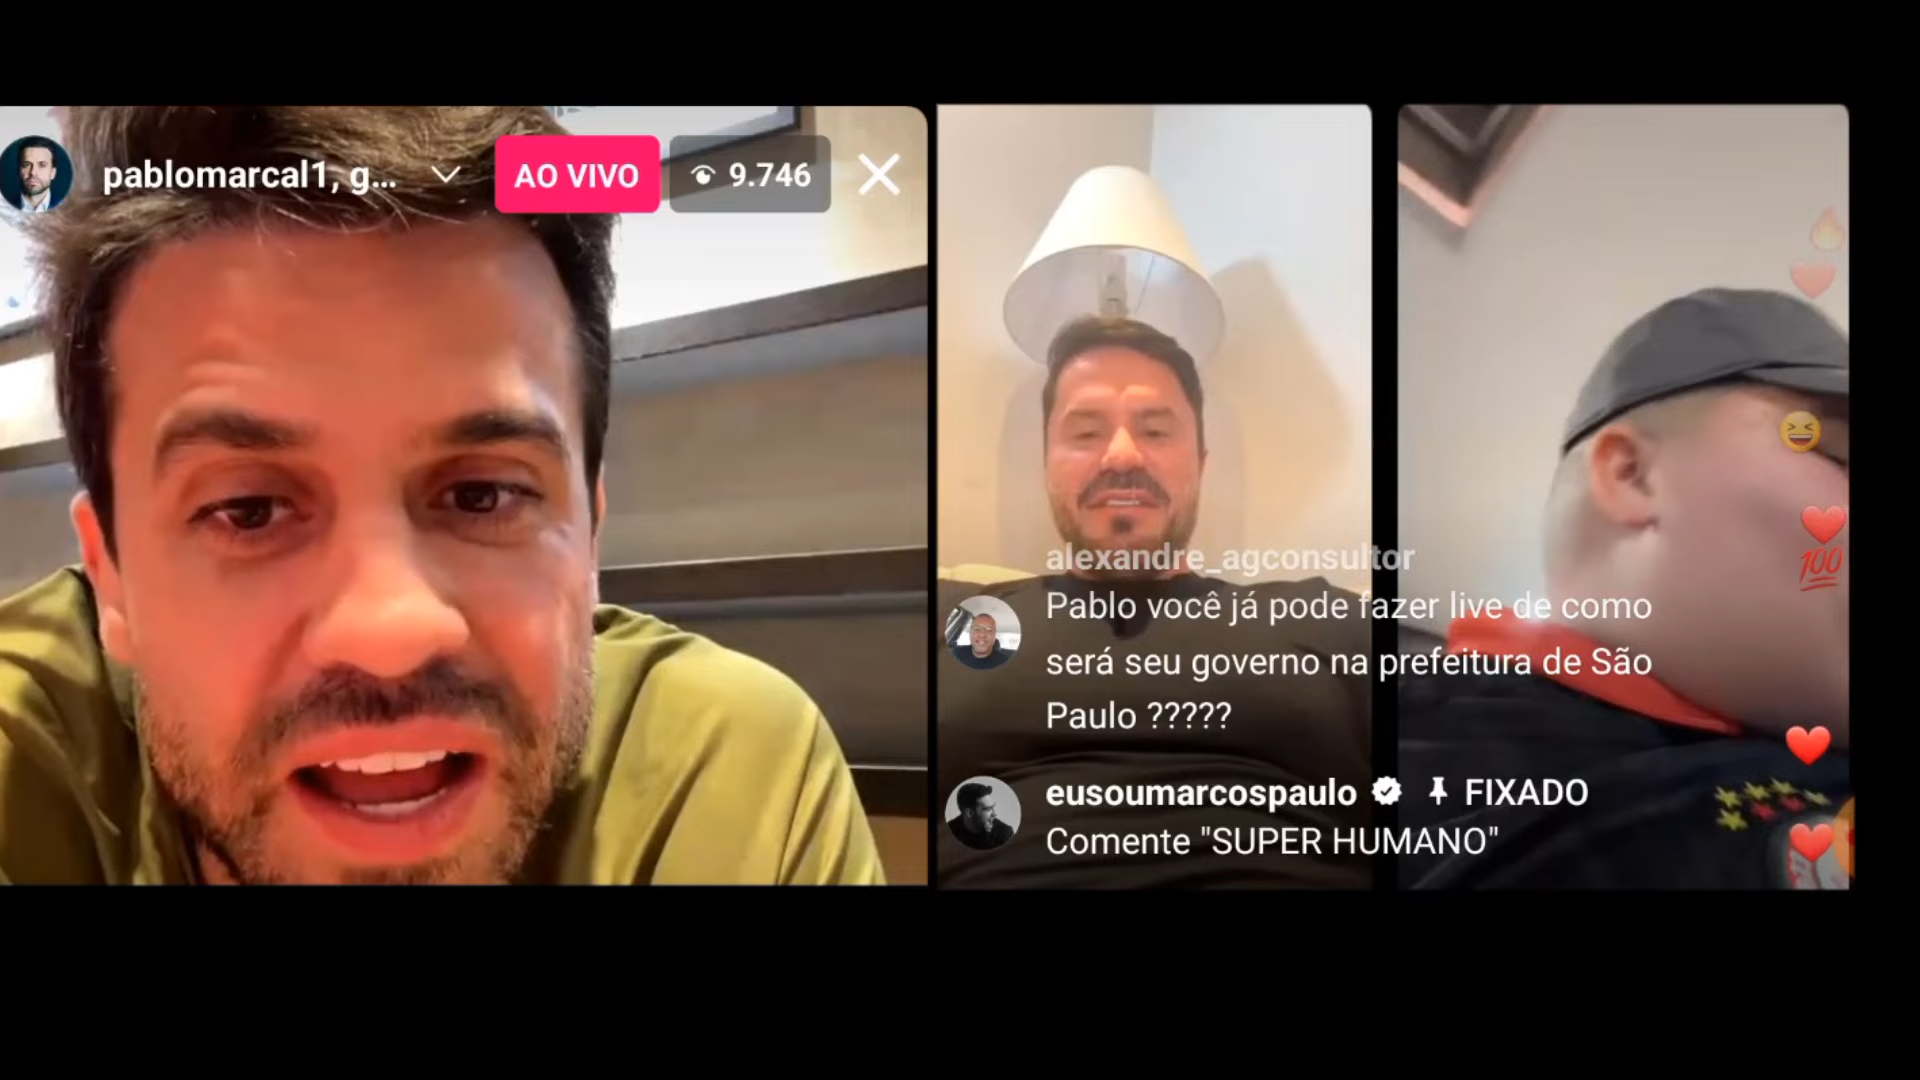 pablomarcal1, g...
AO VIVO
9.746
alexandre_agconsultor
Pablo você já pode fazer live de como
será seu governo na prefeitura de São
Paulo ?????
eusoumarcospaulo FIXADO
Comente "SUPER HUMANO"
💯